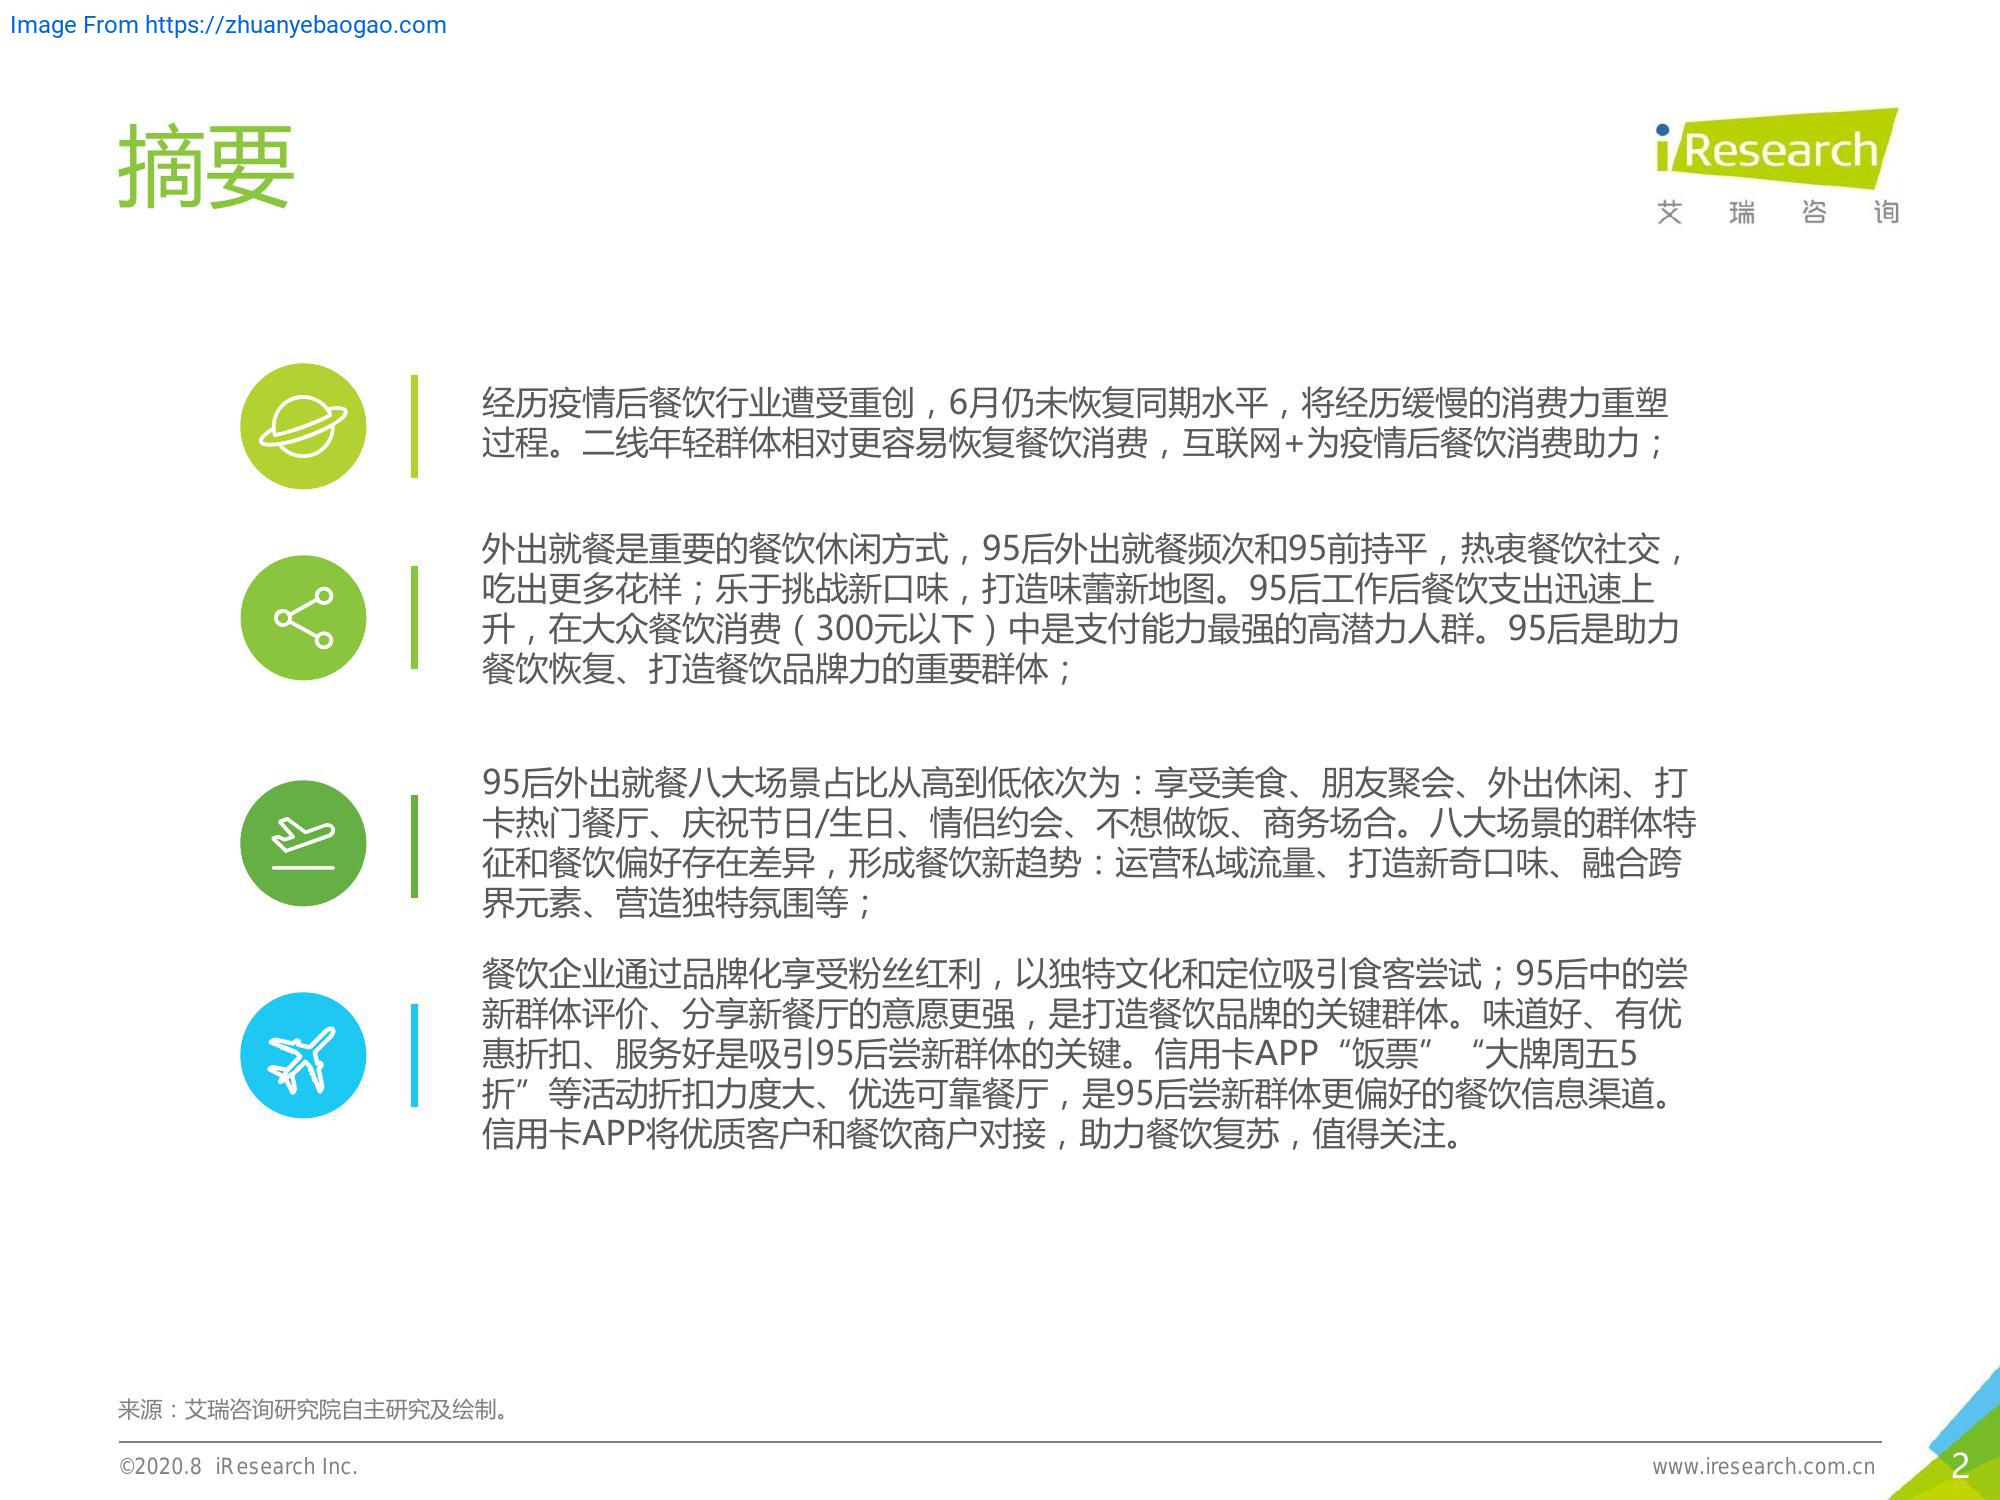 Image From https://zhuanyebaogao.com
摘要
iResearch
艾瑞咨询
经历疫情后餐饮行业遭受重创，6月仍未恢复同期水平，将经历缓慢的消费力重塑
过程。二线年轻群体相对更容易恢复餐饮消费，互联网+为疫情后餐饮消费助力；
外出就餐是重要的餐饮休闲方式，95后外出就餐频次和95前持平，热衷餐饮社交，
吃出更多花样；乐于挑战新口味，打造味蕾新地图。95后工作后餐饮支出迅速上
升，在大众餐饮消费（300元以下）中是支付能力最强的高潜力人群。95后是助力
餐饮恢复、打造餐饮品牌力的重要群体；
95后外出就餐八大场景占比从高到低依次为：享受美食、朋友聚会、外出休闲、打
卡热门餐厅、庆祝节日/生日、情侣约会、不想做饭、商务场合。八大场景的群体特
征和餐饮偏好存在差异，形成餐饮新趋势：运营私域流量、打造新奇口味、融合跨
界元素、营造独特氛围等；
餐饮企业通过品牌化享受粉丝红利，以独特文化和定位吸引食客尝试；95后中的尝
新群体评价、分享新餐厅的意愿更强，是打造餐饮品牌的关键群体。味道好、有优
惠折扣、服务好是吸引95后尝新群体的关键。信用卡APP“饭票”“大牌周五5
折”等活动折扣力度大、优选可靠餐厅，是95后尝新群体更偏好的餐饮信息渠道。
信用卡APP将优质客户和餐饮商户对接，助力餐饮复苏，值得关注。
来源：艾瑞咨询研究院自主研究及绘制。
©2020.8 iResearch Inc.
www.iresearch.com.cn
2